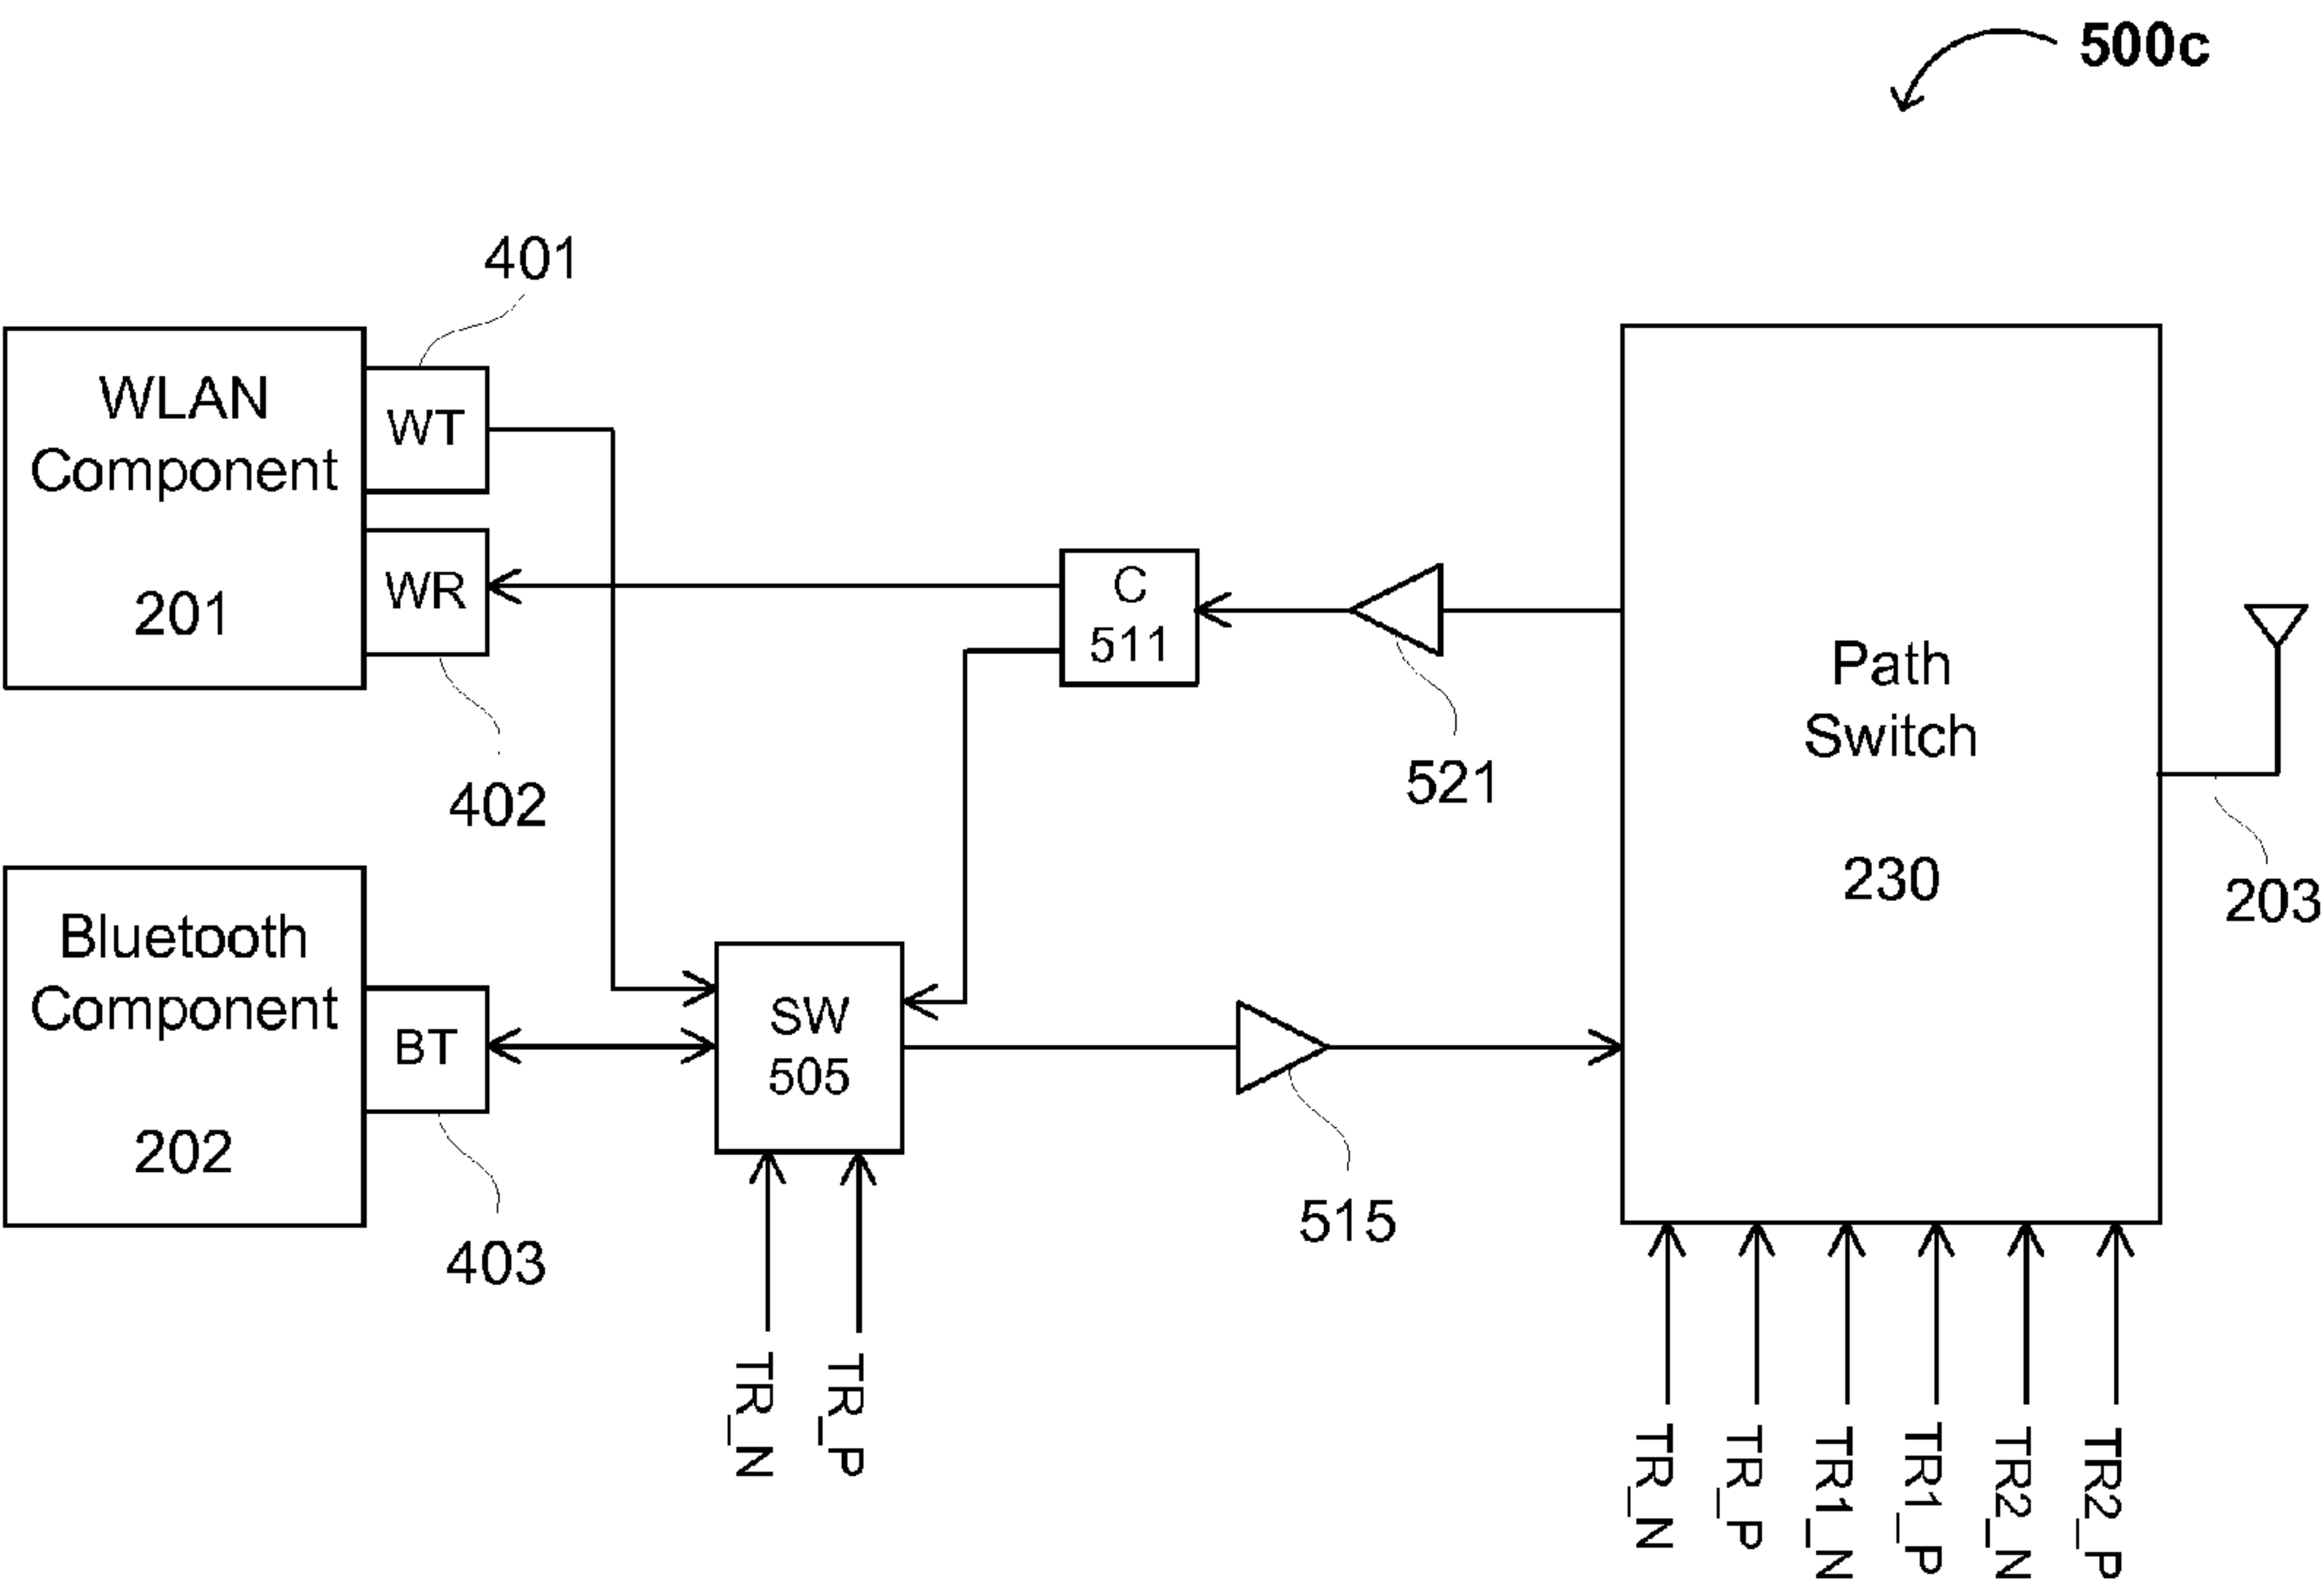 500c
401
WLAN
Component
201
WT
WR
402
C
511
521
Path
Switch
230
203
Bluetooth
Component
202
BT
403
SW
505
515
TR_N
TR_P
TR_N
TR_P
TR1_N
TR1_P
TR2_N
TR2_P